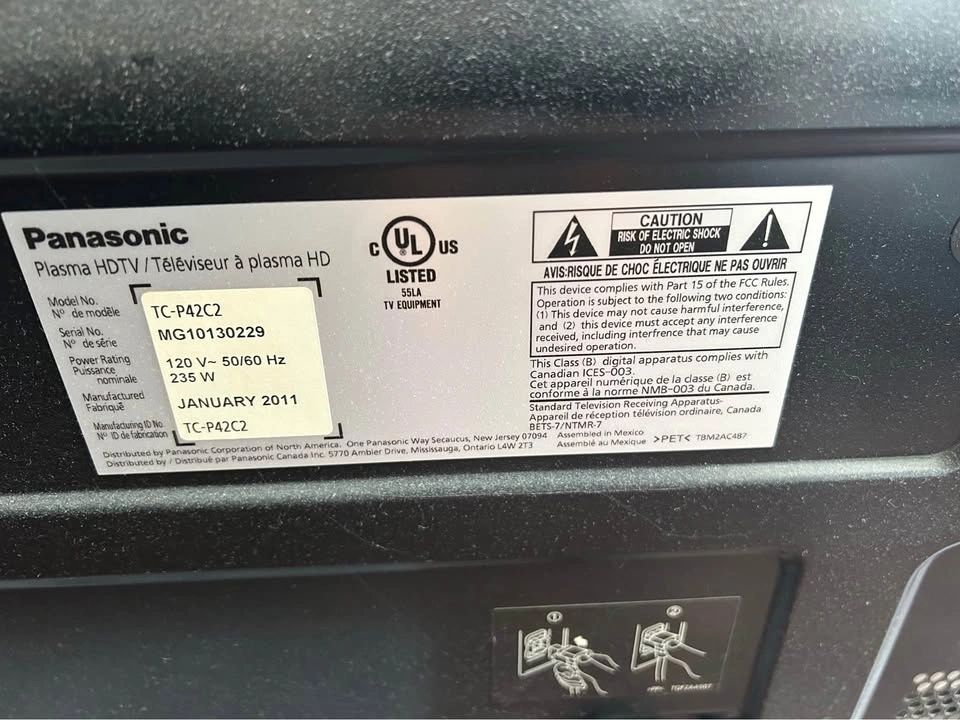 Panasonic
Plasma HDTV / Téléviseur à plasma HD
Model No.
Nº de modèle
TC-P42C2
Serial No.
Nº de série
MG10130229
Power Rating
Puissance
nominale
120 V~ 50/60 Hz
235 W
Manufactured
Fabriqué
JANUARY 2011
Manufacturing ID No.
Nº ID de fabrication
TC-P42C2
C UL US
LISTED
55LA
TV EQUIPMENT
CAUTION
RISK OF ELECTRIC SHOCK
DO NOT OPEN
AVIS:RISQUE DE CHOC ÉLECTRIQUE NE PAS OUVRIR
This device complies with Part 15 of the FCC Rules.
Operation is subject to the following two conditions:
(1) This device may not cause harmful interference,
and (2) this device must accept any interference
received, including inrefrence that may cause
undesired operation.
This Class (B) digital apparatus complies with
Canadian ICES-003.
Cet appareil numérique de la classe (B) est
conforme à la norme NMB-003 du Canada.
Standard Television Receiving Apparatus-
Appareil de réception télévision ordinaire, Canada
BETS-7/NTMR-7
Distributed by Panasonic Corporation of North America. One Panasonic Way Secaucus, New Jersey 07094
Distributed by / Distribué par Panasonic Canada Inc. 5770 Ambler Drive, Mississauga, Ontario L4W 2T3
Assembled in Mexico
Assemblé au Mexique
>PET< TBM2AC487
1
2